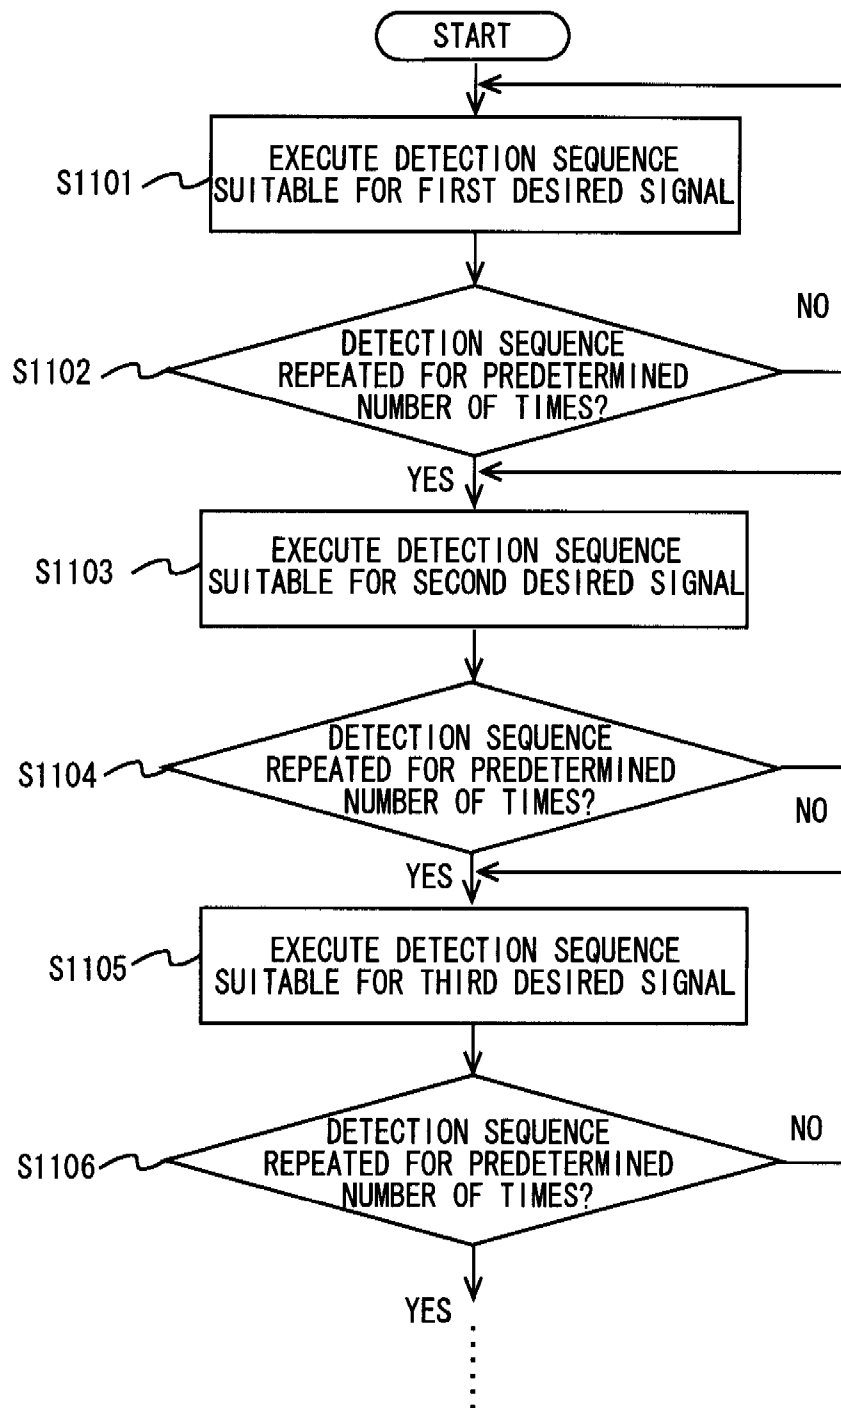 START
EXECUTE DETECTION SEQUENCE
SUITABLE FOR FIRST DESIRED SIGNAL
S1101
NO
DETECTION SEQUENCE
REPEATED FOR PREDETERMINED
NUMBER OF TIMES?
S1102
YES
EXECUTE DETECTION SEQUENCE
SUITABLE FOR SECOND DESIRED SIGNAL
S1103
DETECTION SEQUENCE
REPEATED FOR PREDETERMINED
NUMBER OF TIMES?
S1104
NO
YES
EXECUTE DETECTION SEQUENCE
SUITABLE FOR THIRD DESIRED SIGNAL
S1105
NO
DETECTION SEQUENCE
REPEATED FOR PREDETERMINED
NUMBER OF TIMES?
S1106
YES